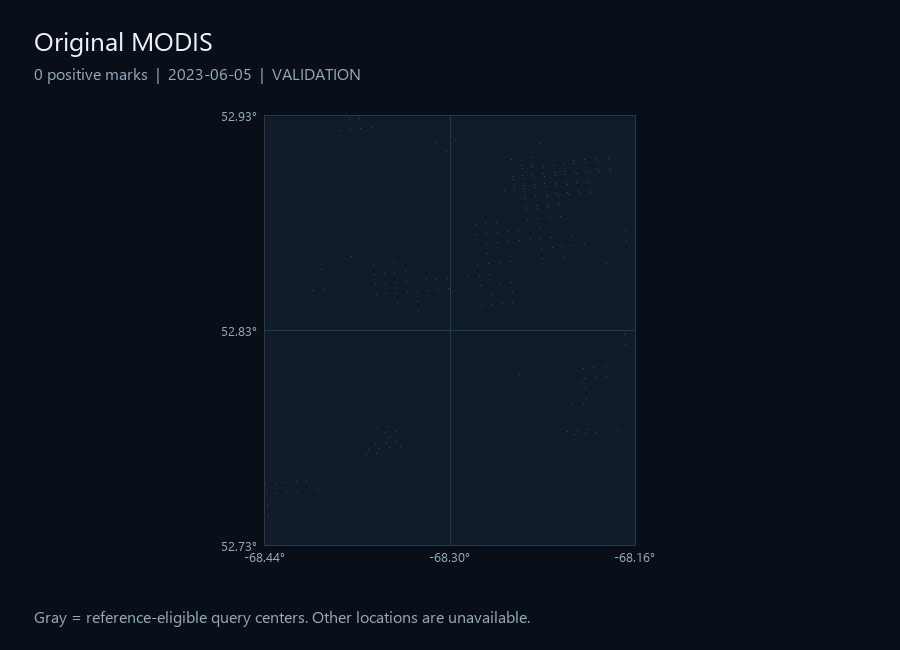 Original MODIS
0 positive marks | 2023-06-05 | VALIDATION
52.93°
52.83°
52.73°
-68.44° -68.30° -68.16°
Gray = reference-eligible query centers. Other locations are unavailable.